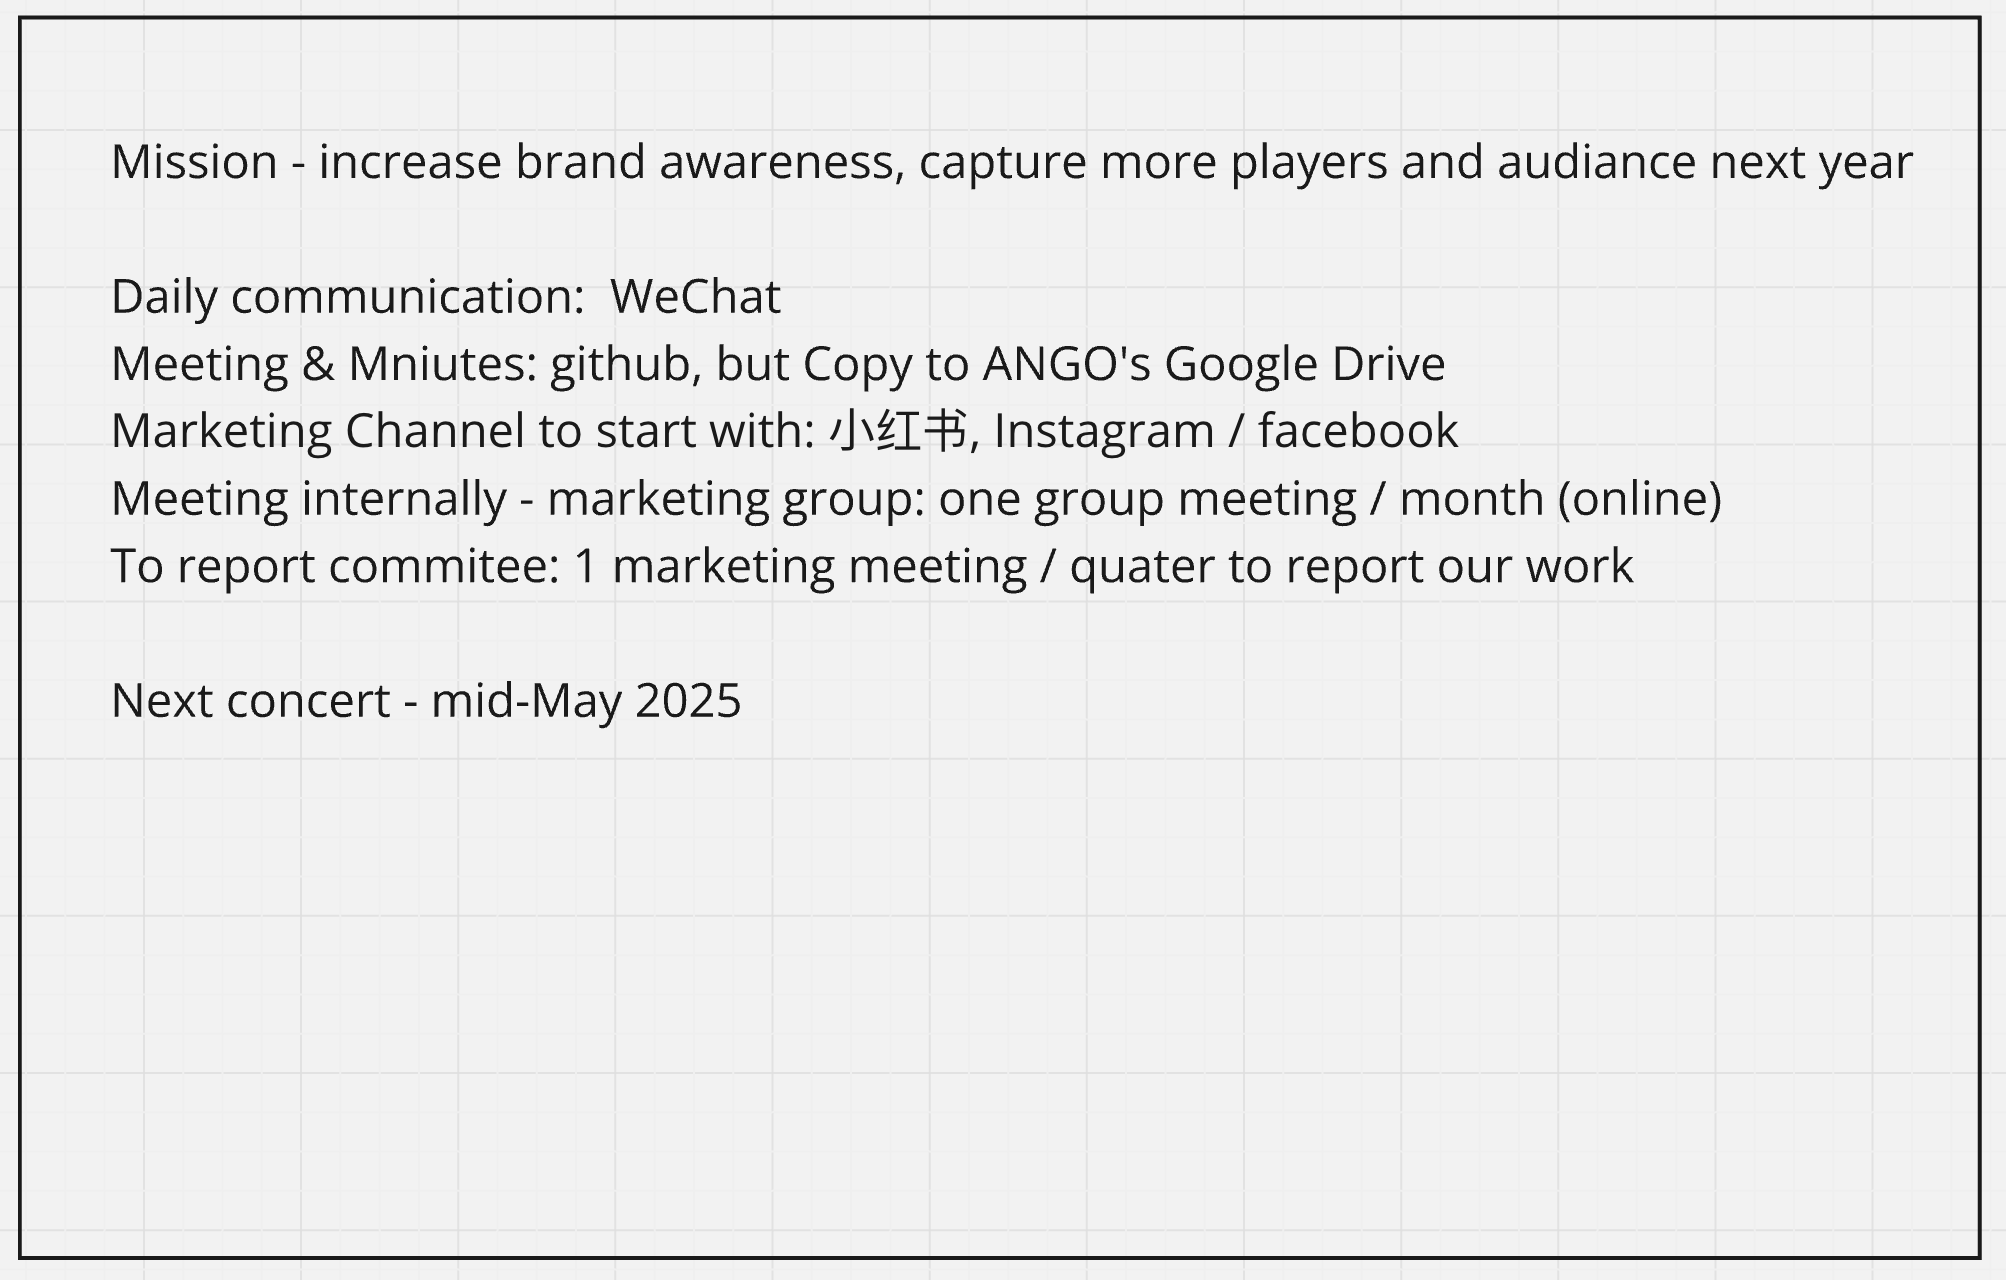 Mission - increase brand awareness, capture more players and audiance next year
Daily communication:  WeChat
Meeting & Mniutes: github, but Copy to ANGO's Google Drive
Marketing Channel to start with: 小红书, Instagram / facebook
Meeting internally - marketing group: one group meeting / month (online)
To report commitee: 1 marketing meeting / quater to report our work
Next concert - mid-May 2025